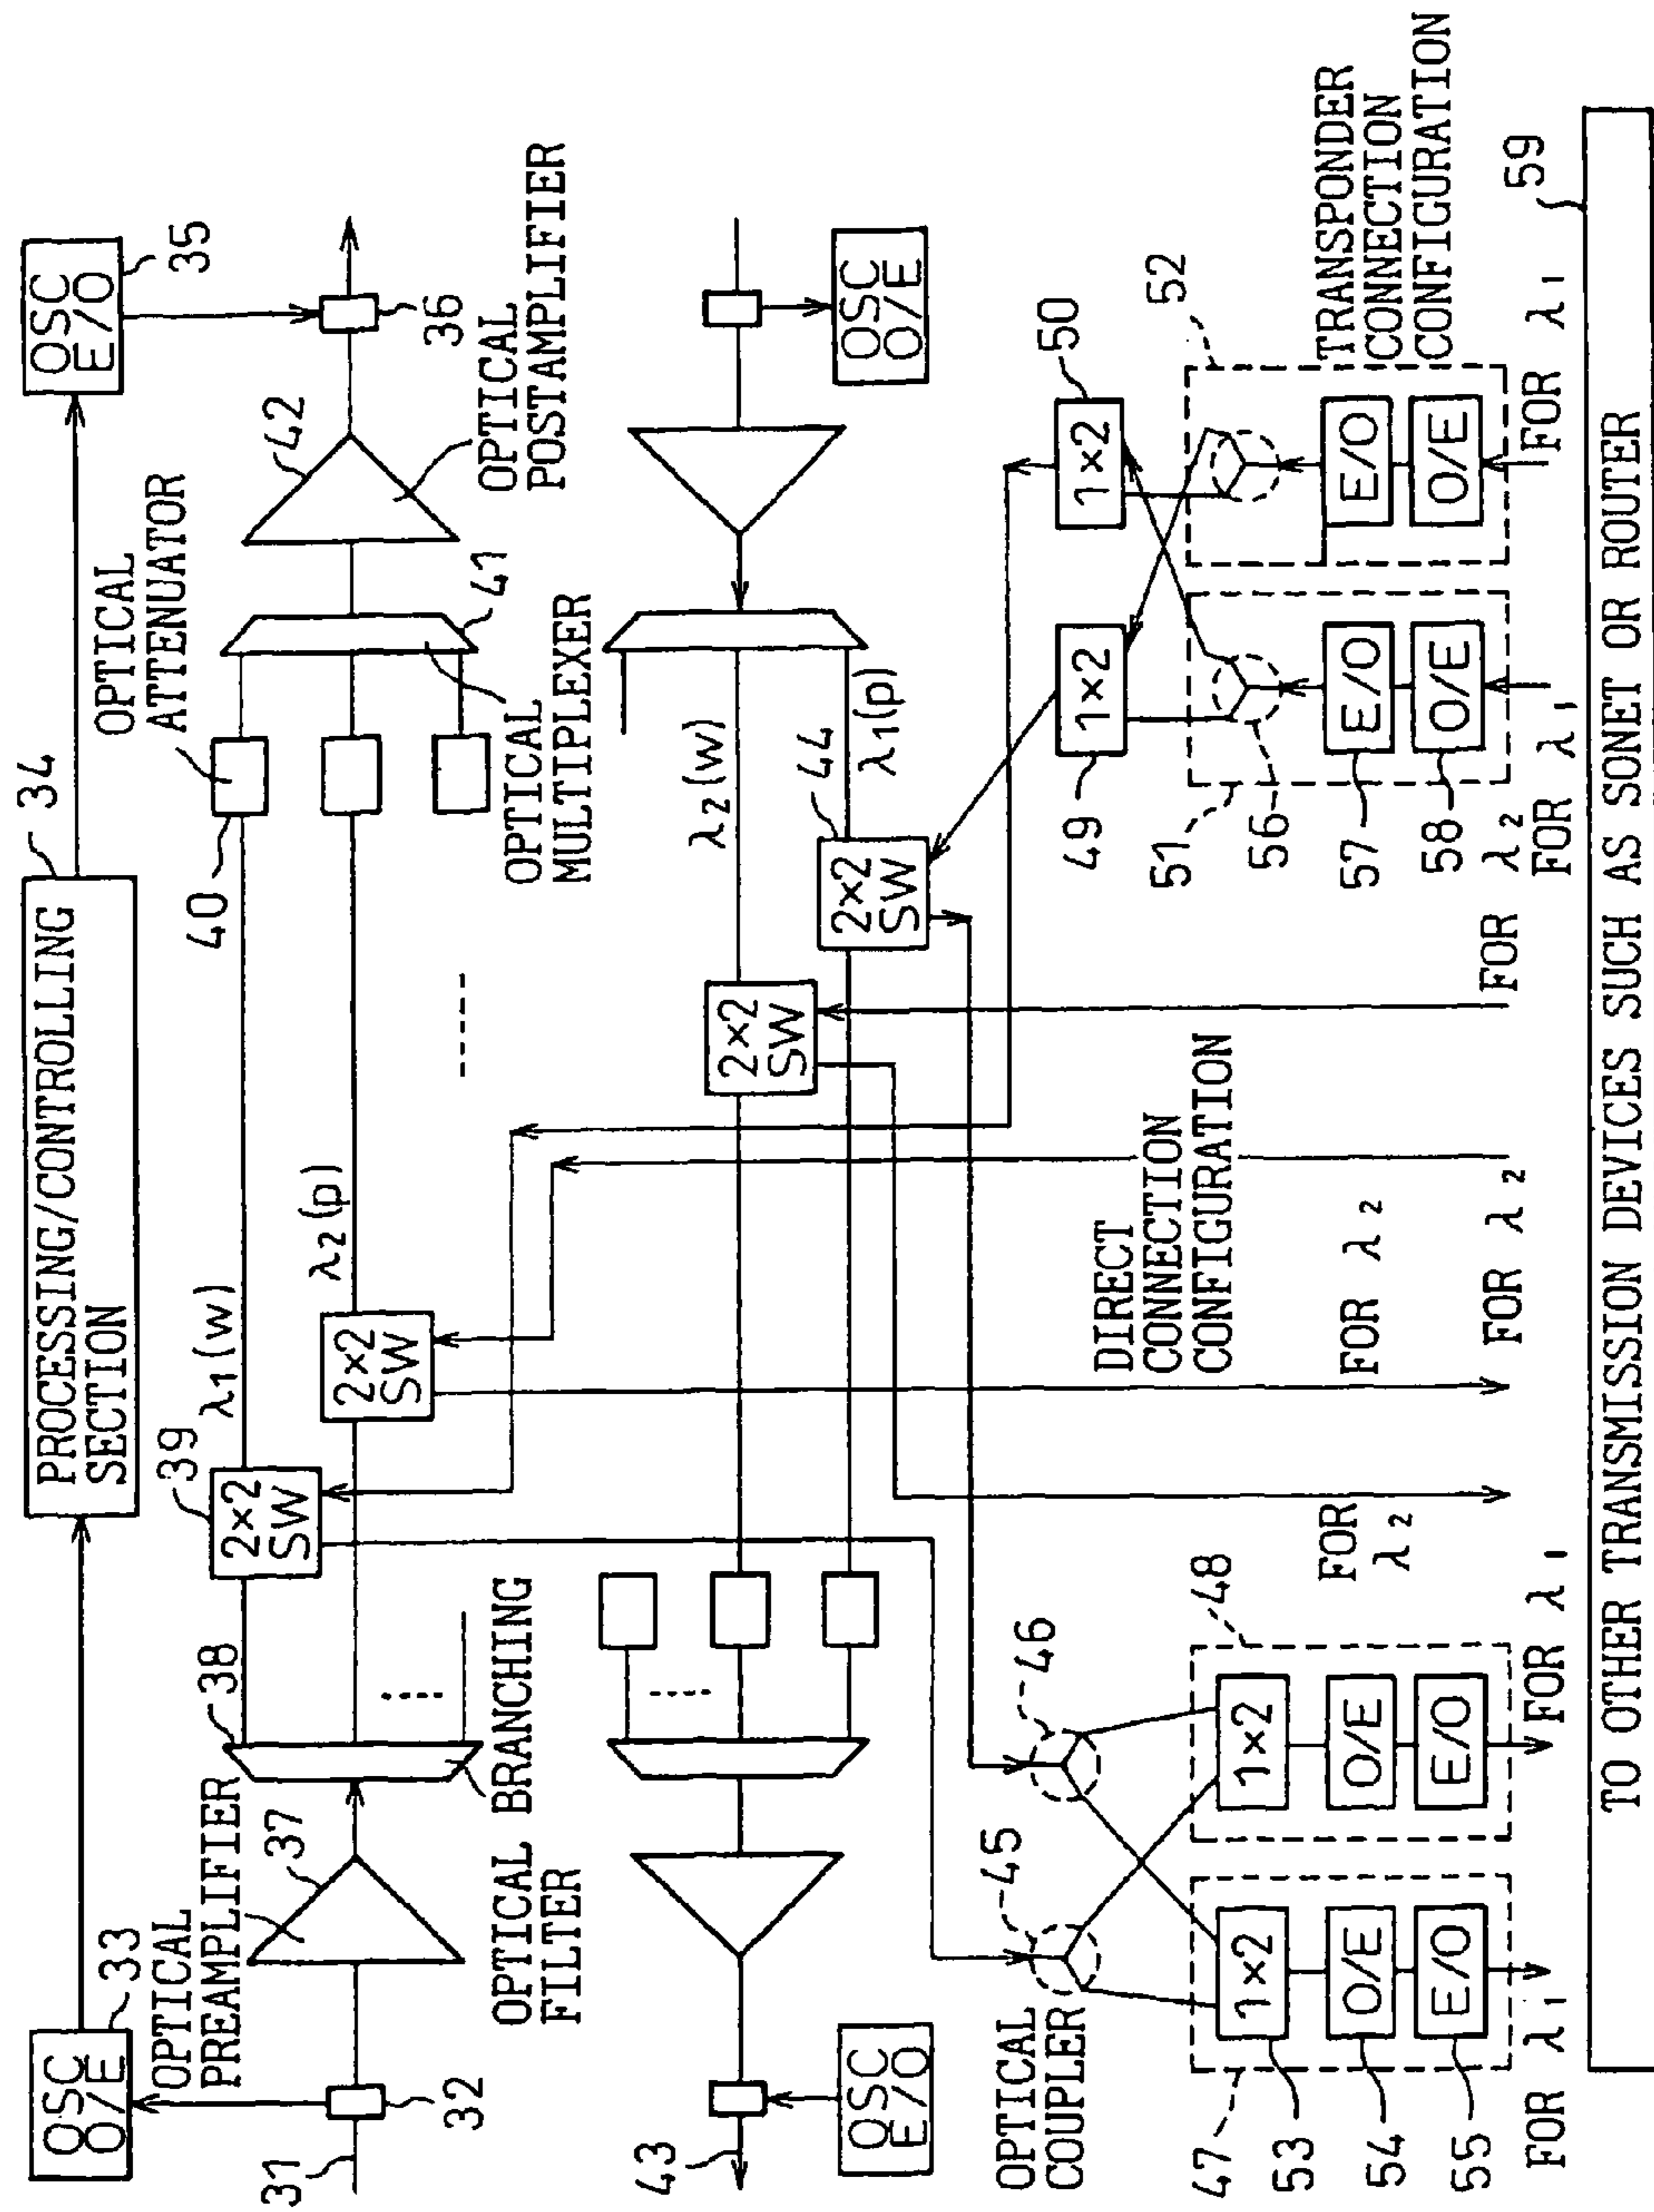 OSC
O/E
33
PROCESSING/CONTROLLING
SECTION
34
OSC
E/O
35
31
32
OPTICAL
PREAMPLIFIER
37
38
OPTICAL BRANCHING
FILTER
39
2×2
SW
λ1(w)
2×2
SW
λ2(p)
40
OPTICAL
ATTENUATOR
41
OPTICAL
MULTIPLEXER
42
OPTICAL
POSTAMPLIFIER
36
43
OSC
E/O
2×2
SW
λ2(w)
2×2
SW
44
λ1(p)
OSC
O/E
OPTICAL
COUPLER
45
46
DIRECT
CONNECTION
CONFIGURATION
49
1×2
1×2
50
47
48
51
52
TRANSPONDER
CONNECTION
CONFIGURATION
53
1×2
1×2
56
54
O/E
O/E
57
E/O
E/O
55
E/O
E/O
58
O/E
O/E
FOR
λ2
FOR λ2
FOR λ1
FOR λ1
FOR λ2
FOR λ2
FOR λ1
FOR λ1
59
TO OTHER TRANSMISSION DEVICES SUCH AS SONET OR ROUTER